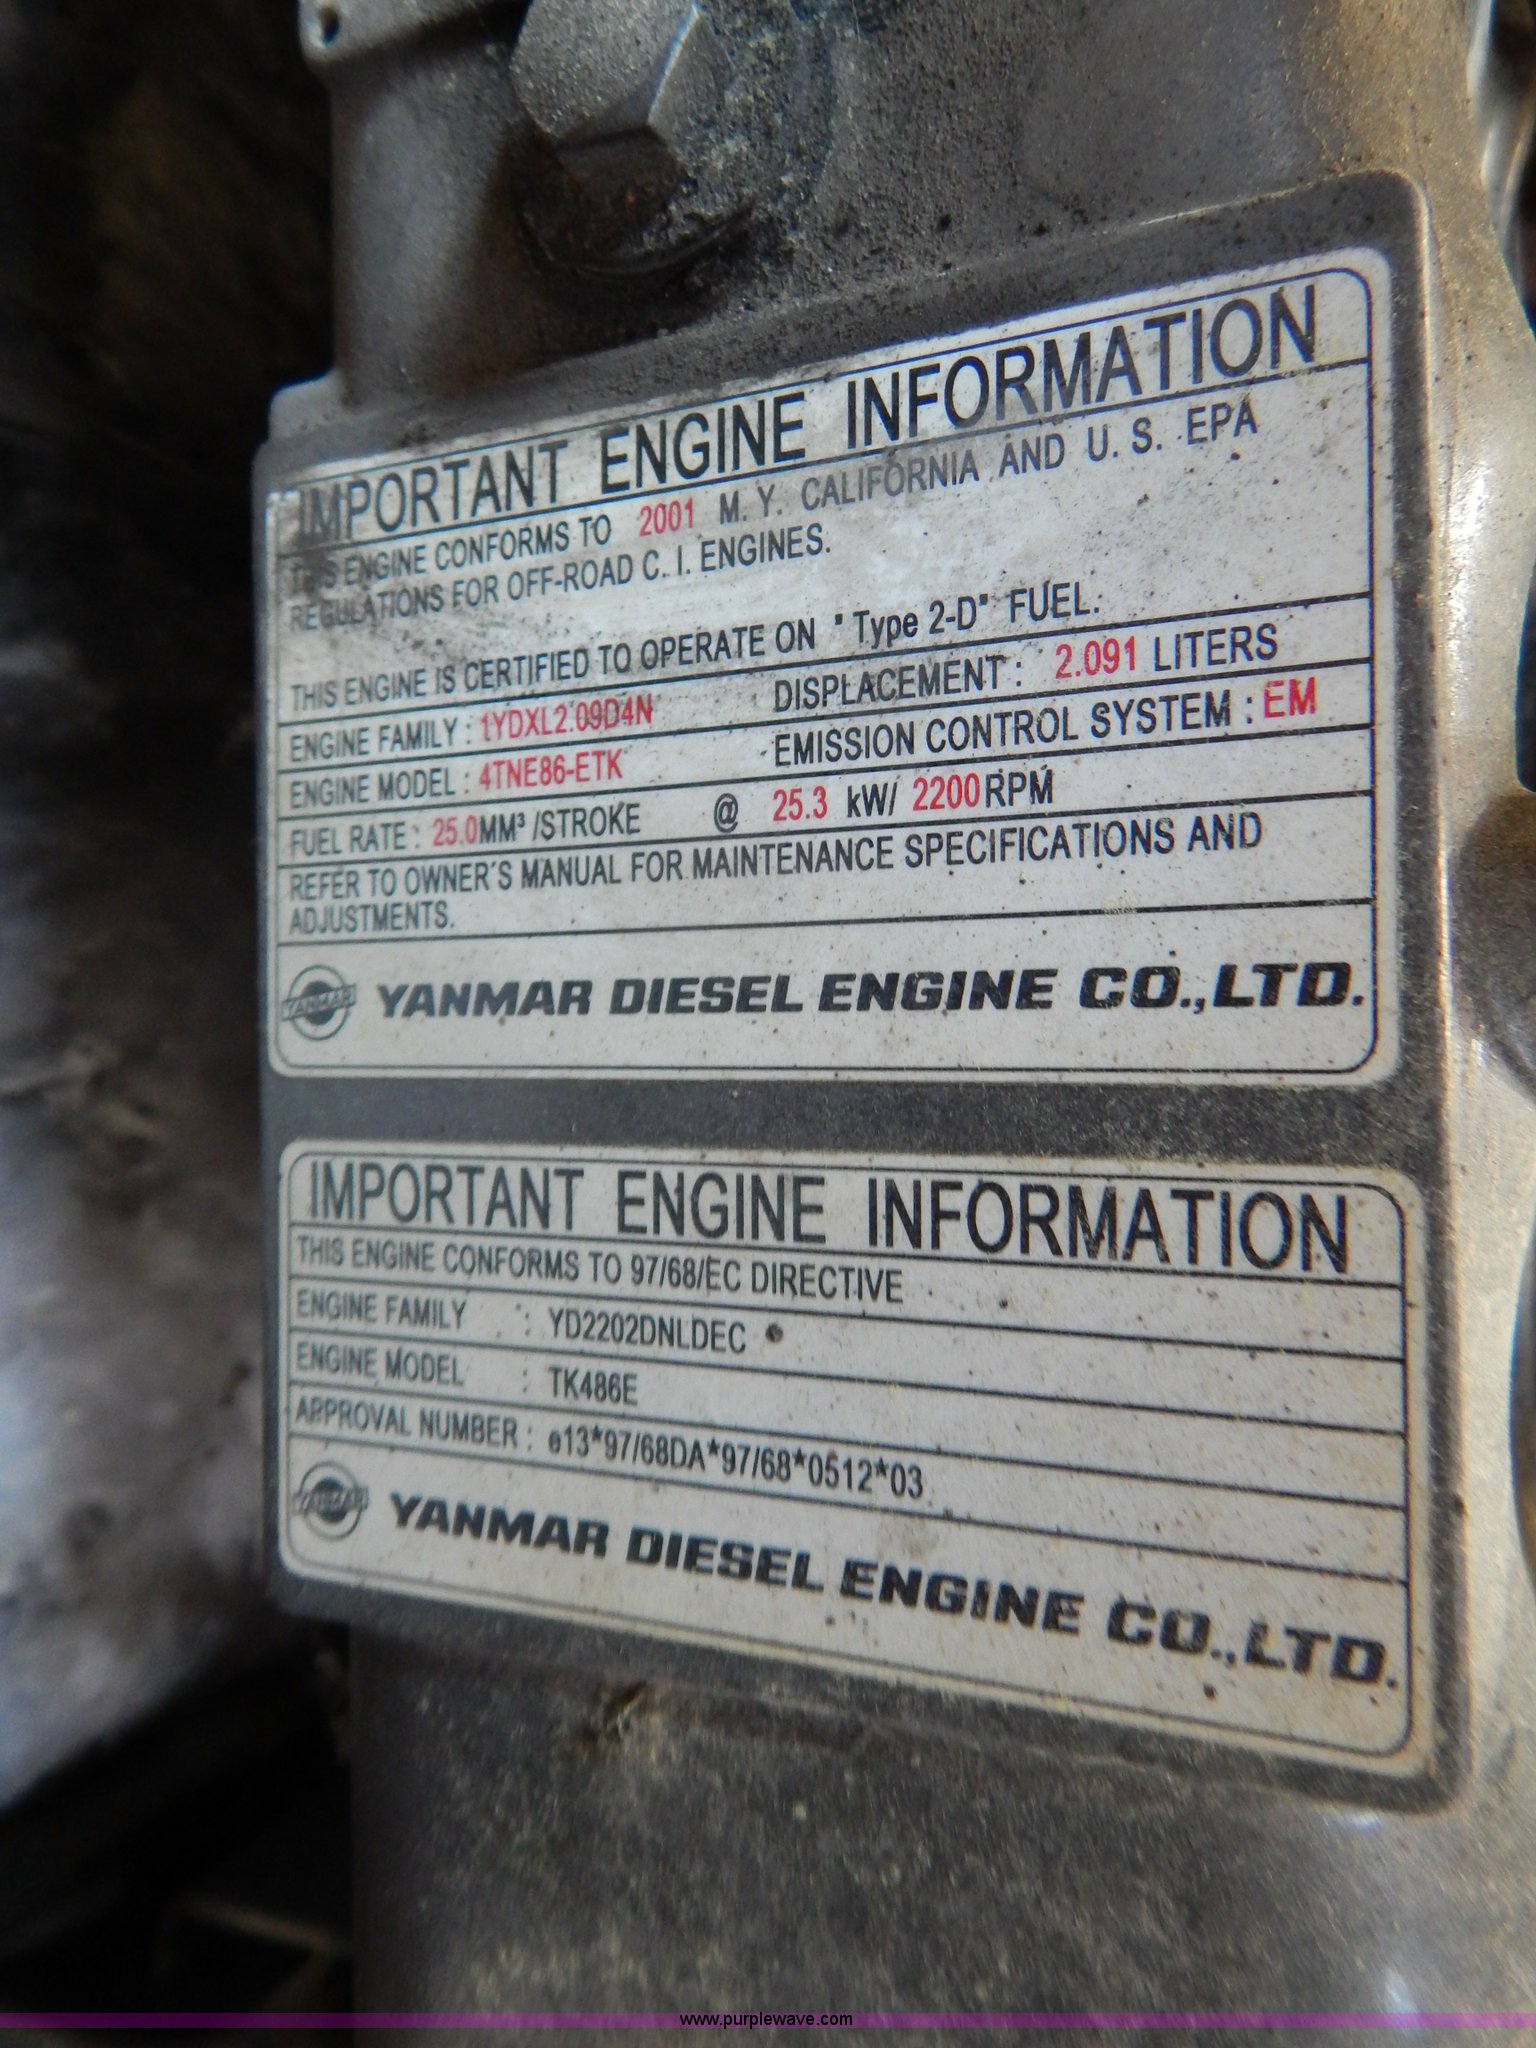 IMPORTANT ENGINE INFORMATION
THIS ENGINE CONFORMS TO 2001 M. Y. CALIFORNIA AND U. S. EPA
REGULATIONS FOR OFF-ROAD C. I. ENGINES.
THIS ENGINE IS CERTIFIED TO OPERATE ON "Type 2-D" FUEL.
ENGINE FAMILY : 1YDXL2.09D4N DISPLACEMENT : 2.091 LITERS
ENGINE MODEL : 4TNE86-ETK EMISSION CONTROL SYSTEM : EM
FUEL RATE : 25.0MM³/STROKE @ 25.3 kW/ 2200RPM
REFER TO OWNER'S MANUAL FOR MAINTENANCE SPECIFICATIONS AND
ADJUSTMENTS.
YANMAR YANMAR DIESEL ENGINE CO.,LTD.
IMPORTANT ENGINE INFORMATION
THIS ENGINE CONFORMS TO 97/68/EC DIRECTIVE
ENGINE FAMILY : YD2202DNLDEC
ENGINE MODEL : TK486E
APPROVAL NUMBER : e13*97/68DA*97/68*0512*03
YANMAR YANMAR DIESEL ENGINE CO.,LTD.
www.purplewave.com